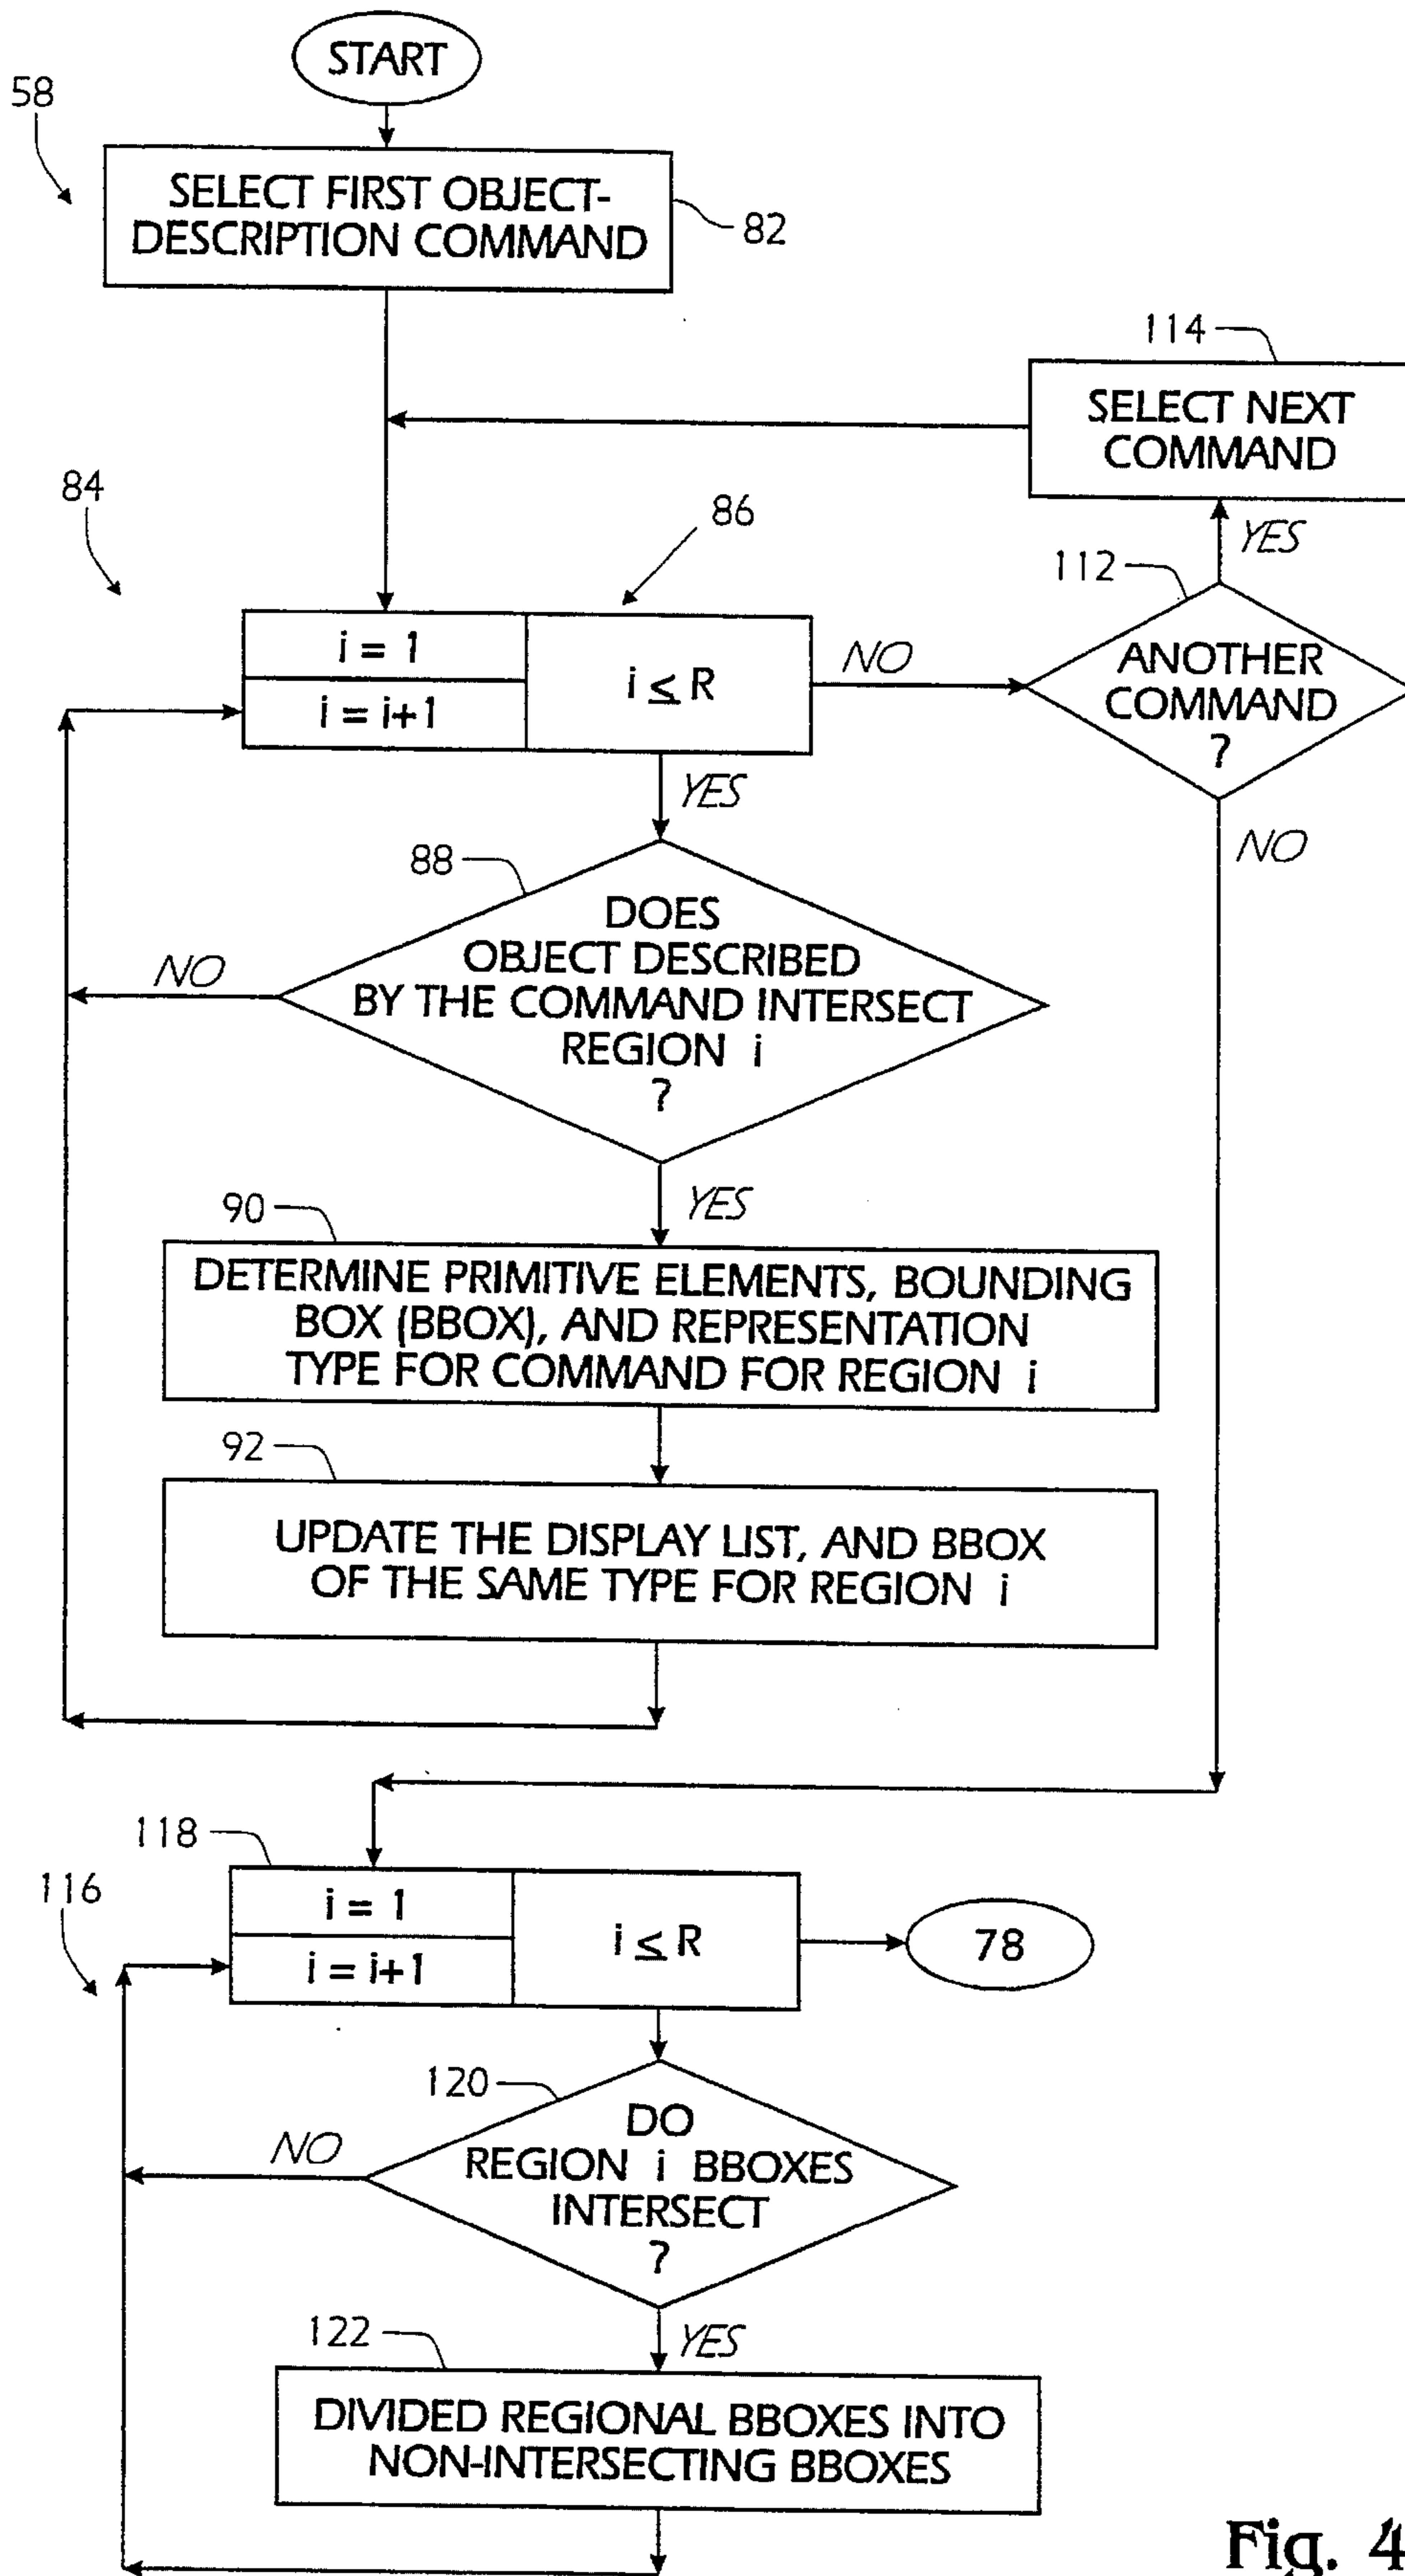 START
58
SELECT FIRST OBJECT-
DESCRIPTION COMMAND
82
114
SELECT NEXT
COMMAND
84
86
YES
112
i = 1
i = i+1
i ≤ R
NO
ANOTHER
COMMAND
?
YES
NO
88
DOES
OBJECT DESCRIBED
BY THE COMMAND INTERSECT
REGION i
?
NO
YES
90
DETERMINE PRIMITIVE ELEMENTS, BOUNDING
BOX (BBOX), AND REPRESENTATION
TYPE FOR COMMAND FOR REGION i
92
UPDATE THE DISPLAY LIST, AND BBOX
OF THE SAME TYPE FOR REGION i
118
116
i = 1
i = i+1
i ≤ R
78
120
DO
REGION i BBOXES
INTERSECT
?
NO
YES
122
DIVIDED REGIONAL BBOXES INTO
NON-INTERSECTING BBOXES
Fig. 4